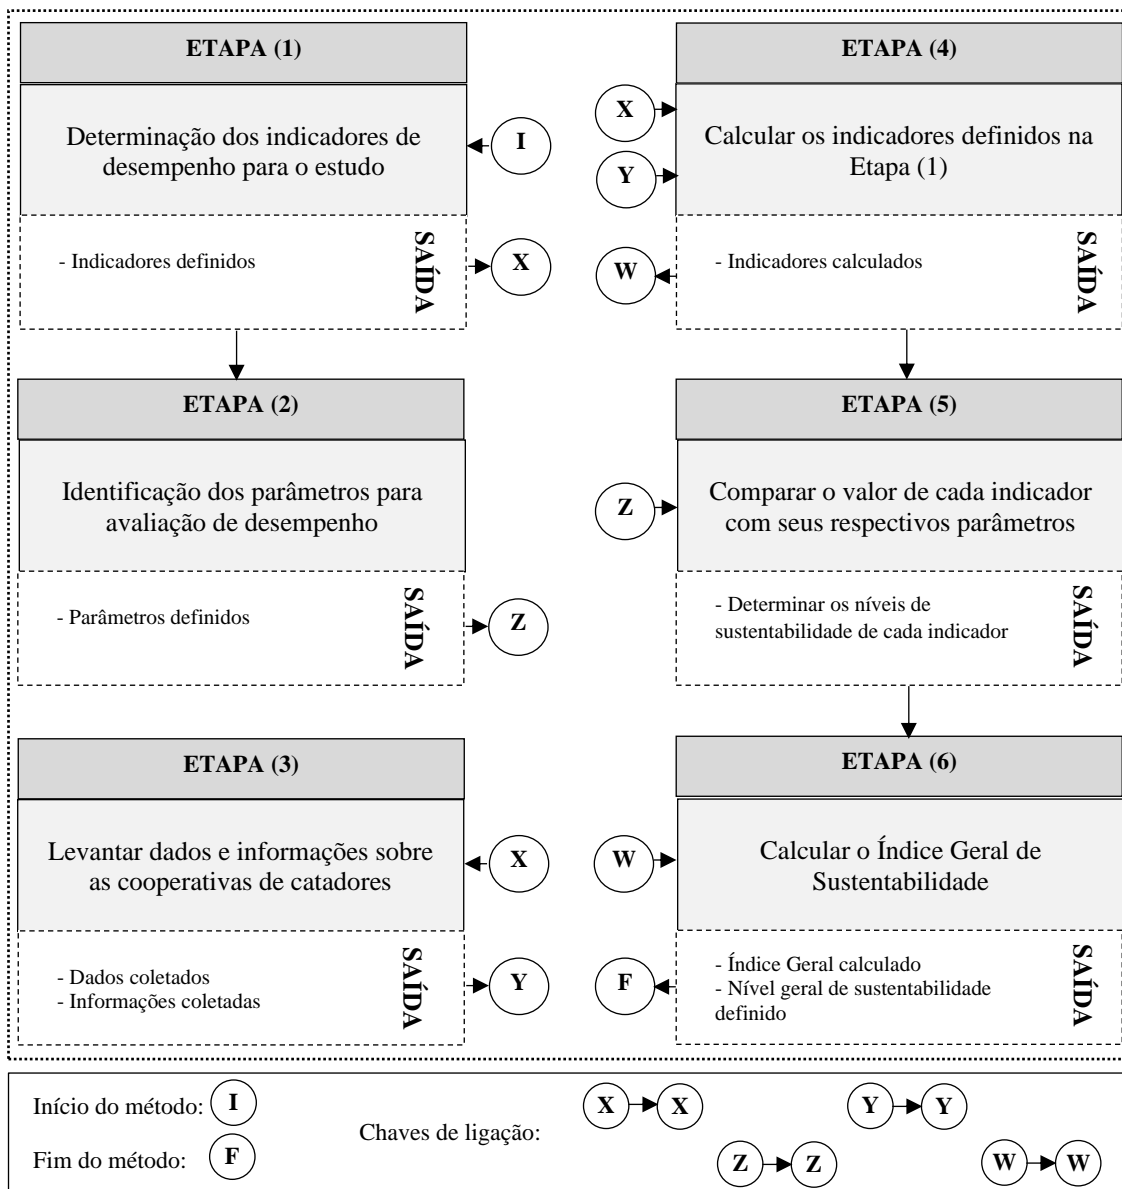 ETAPA (1)
Determinação dos indicadores de
desempenho para o estudo
I
- Indicadores definidos
SAÍDA
X
ETAPA (2)
Identificação dos parâmetros para
avaliação de desempenho
- Parâmetros definidos
SAÍDA
Z
ETAPA (3)
Levantar dados e informações sobre
as cooperativas de catadores
X
- Dados coletados
- Informações coletadas
SAÍDA
Y
ETAPA (4)
X
Y
Calcular os indicadores definidos na
Etapa (1)
W
- Indicadores calculados
SAÍDA
ETAPA (5)
Z
Comparar o valor de cada indicador
com seus respectivos parâmetros
- Determinar os níveis de
sustentabilidade de cada indicador
SAÍDA
ETAPA (6)
W
Calcular o Índice Geral de
Sustentabilidade
F
- Índice Geral calculado
- Nível geral de sustentabilidade
definido
SAÍDA
Início do método: I
Fim do método: F
Chaves de ligação:
X X
Y Y
Z Z
W W